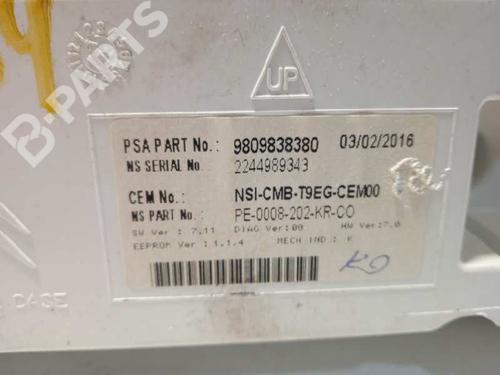 B-PARTS
UP
PSA PART No.: 9809838380 03/02/2016
NS SERIAL No. 2244989343
CEM No.: NSI-CMB-T9EG-CEM00
NS PART No.: PE-0008-202-KR-CO
SW Ver : 7.11 DIAG Ver:00 HW Ver:7.0
EEPROM Ver : 1.1.4 MECH IND.: K
KO
CASE